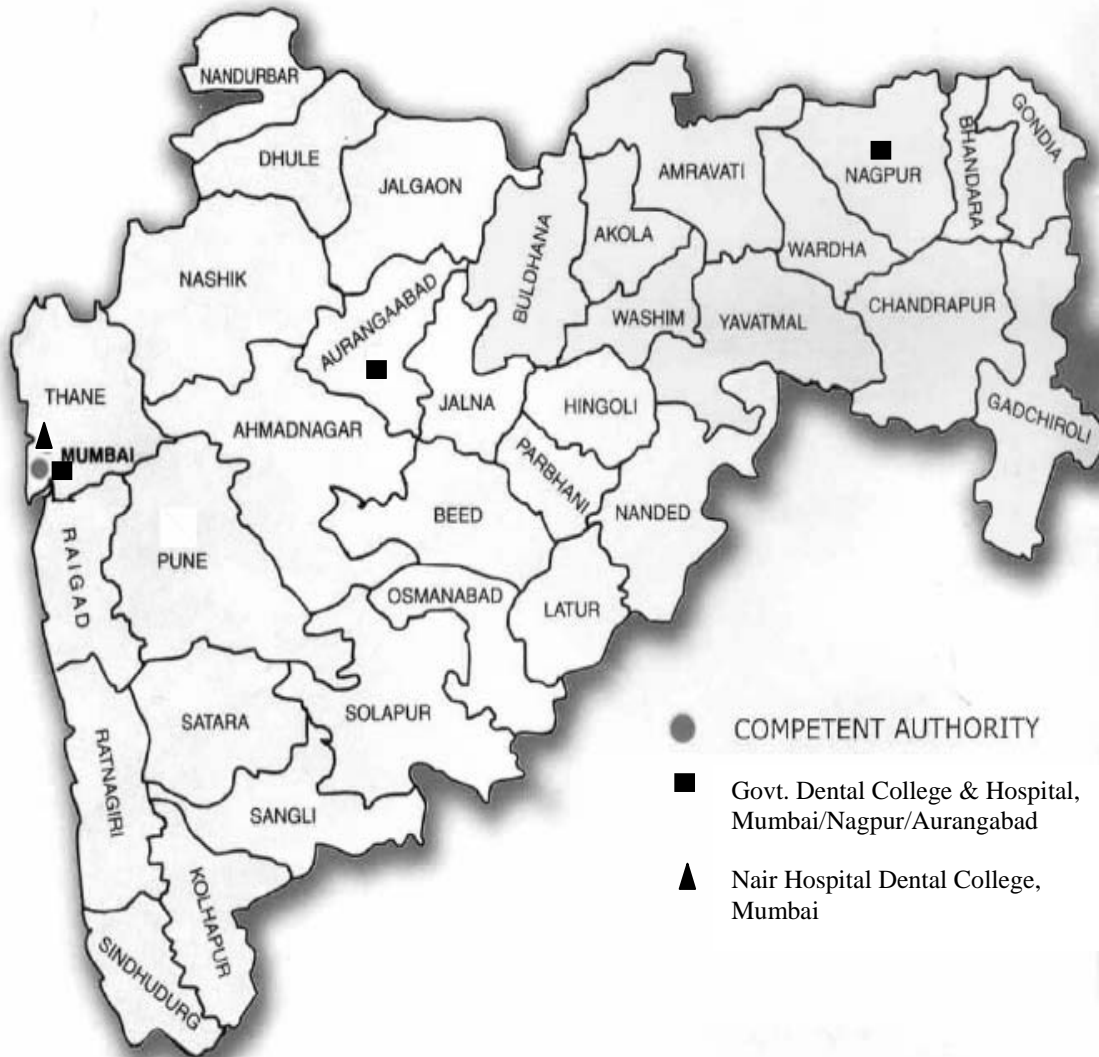 NANDURBAR
DHULE
JALGAON
AMRAVATI
NAGPUR
BHANDARA
GONDIA
BULDHANA
AKOLA
WARDHA
NASHIK
AURANGAABAD
WASHIM
YAVATMAL
CHANDRAPUR
THANE
JALNA
HINGOLI
GADCHIROLI
AHMADNAGAR
MUMBAI
PARBHANI
NANDED
RAIGAD
PUNE
BEED
OSMANABAD
LATUR
SATARA
SOLAPUR
RATNAGIRI
SANGLI
KOLHAPUR
SINDHUDURG
COMPETENT AUTHORITY
Govt. Dental College & Hospital,
Mumbai/Nagpur/Aurangabad
Nair Hospital Dental College,
Mumbai